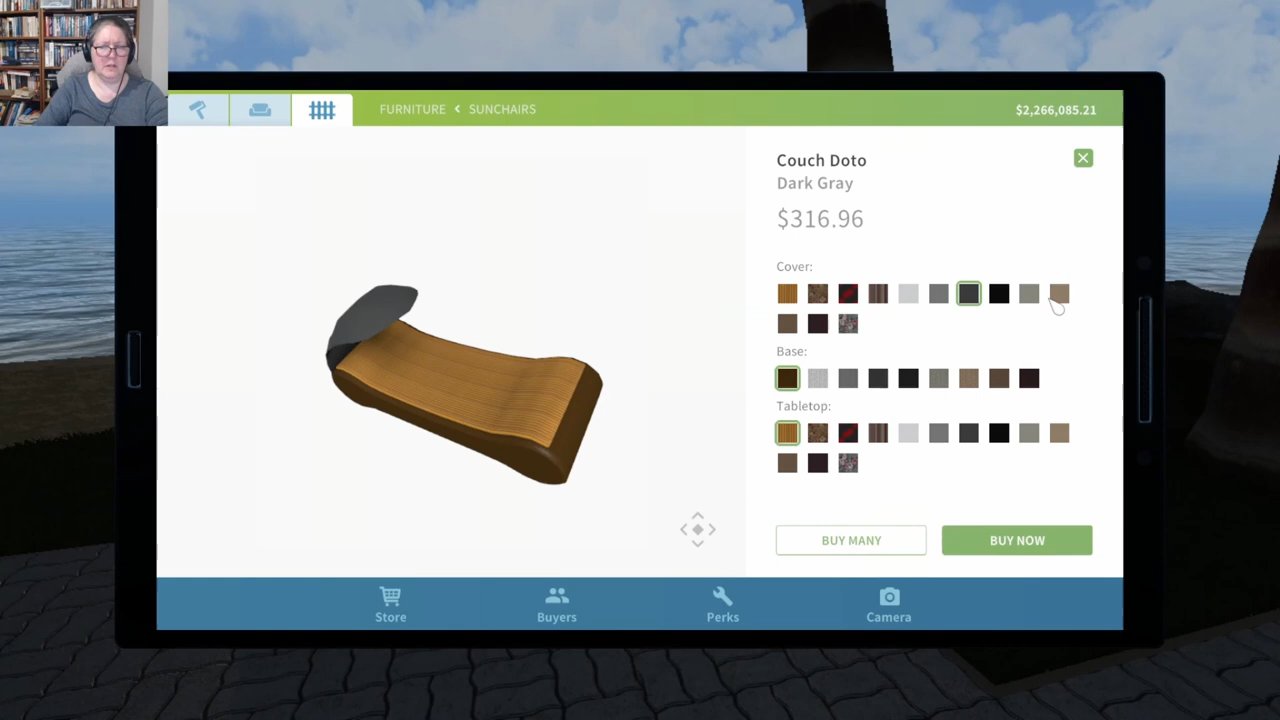 FURNITURE < SUNCHAIRS
$2,266,085.21
Couch Doto
Dark Gray
$316.96
Cover:
Base:
Tabletop:
BUY MANY
BUY NOW
Store
Buyers
Perks
Camera